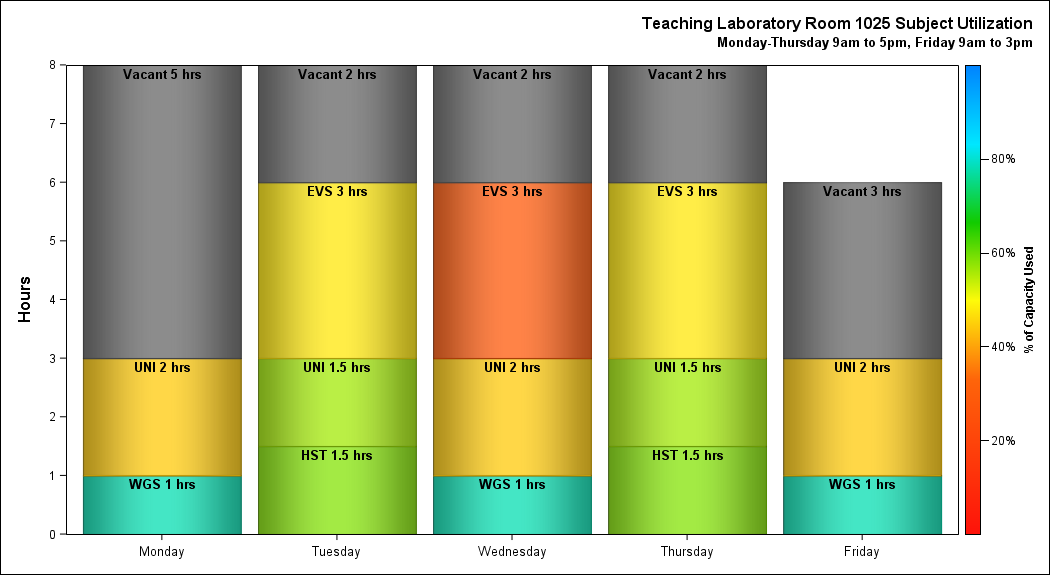 Teaching Laboratory Room 1025 Subject Utilization
Monday-Thursday 9am to 5pm, Friday 9am to 3pm
Hours
8
7
6
5
4
3
2
1
0
Vacant 5 hrs
UNI 2 hrs
WGS 1 hrs
Vacant 2 hrs
EVS 3 hrs
UNI 1.5 hrs
HST 1.5 hrs
Vacant 2 hrs
EVS 3 hrs
UNI 2 hrs
WGS 1 hrs
Vacant 2 hrs
EVS 3 hrs
UNI 1.5 hrs
HST 1.5 hrs
Vacant 3 hrs
UNI 2 hrs
WGS 1 hrs
Monday
Tuesday
Wednesday
Thursday
Friday
80%
60%
40%
20%
% of Capacity Used